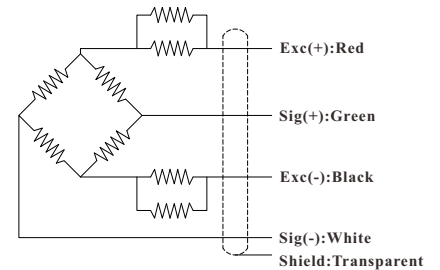 Exc(+):Red
Sig(+):Green
Exc(-):Black
Sig(-):White
Shield:Transparent